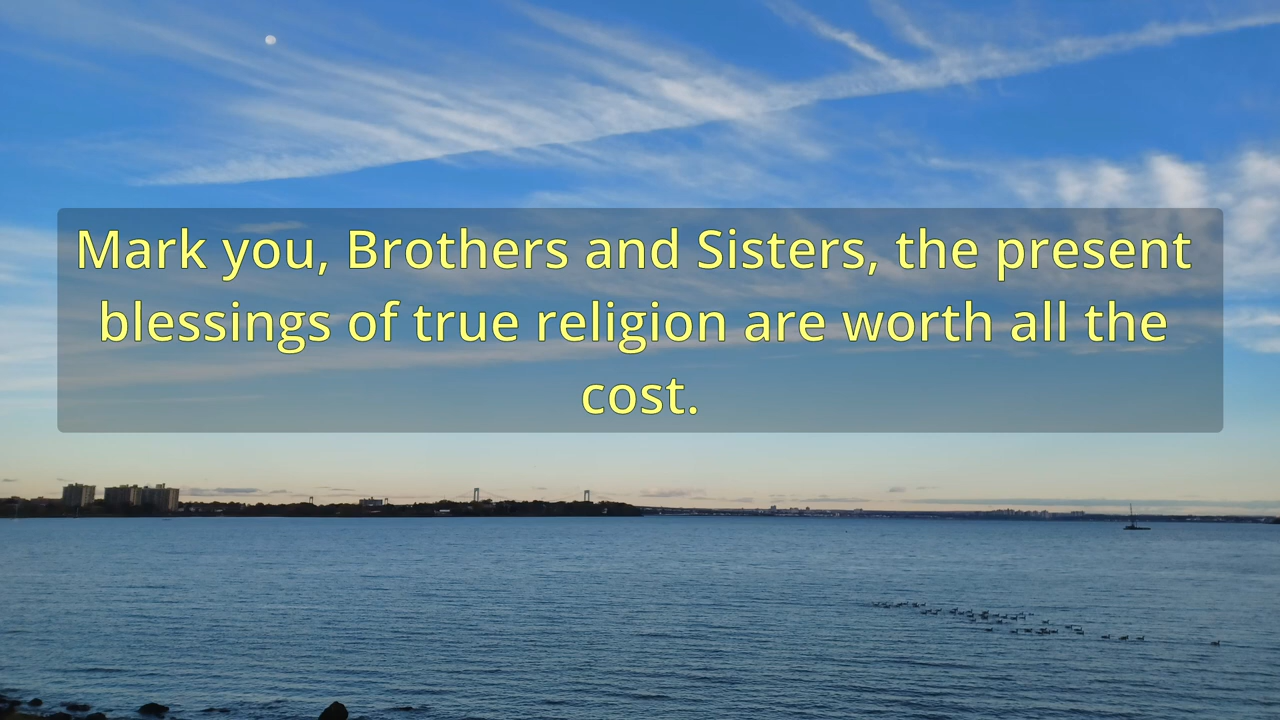 Mark you, Brothers and Sisters, the present
blessings of true religion are worth all the
cost.